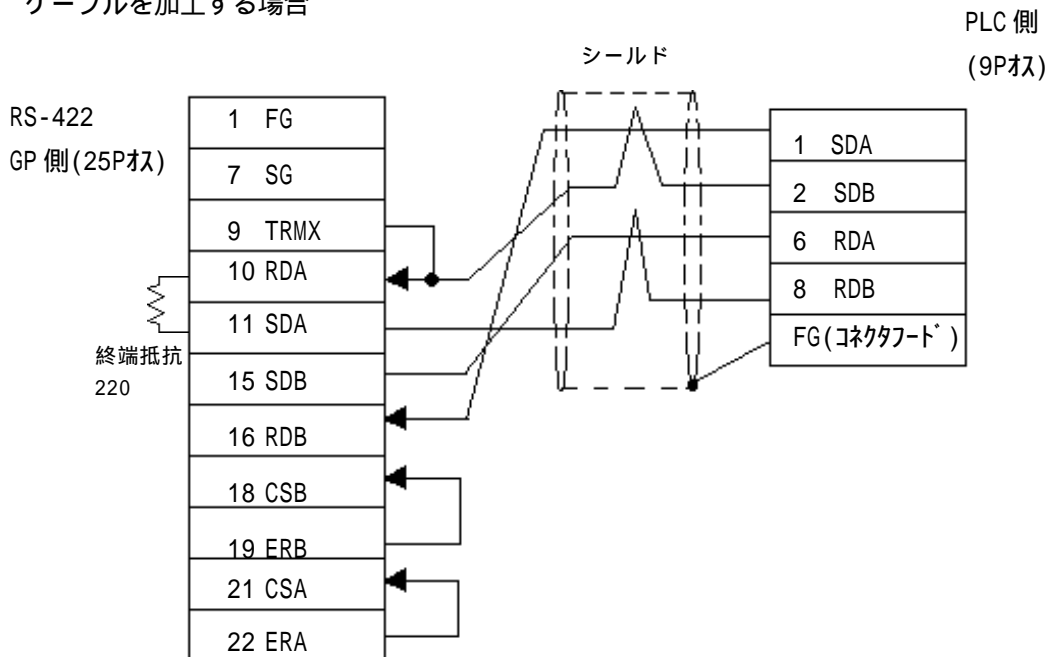 ケーブルを加工する場合
PLC 側
(9Pオス)
シールド
RS-422
GP 側(25Pオス)
1 FG
7 SG
9 TRMX
10 RDA
11 SDA
15 SDB
16 RDB
18 CSB
19 ERB
21 CSA
22 ERA
終端抵抗
220
1 SDA
2 SDB
6 RDA
8 RDB
FG(コネクタフード)